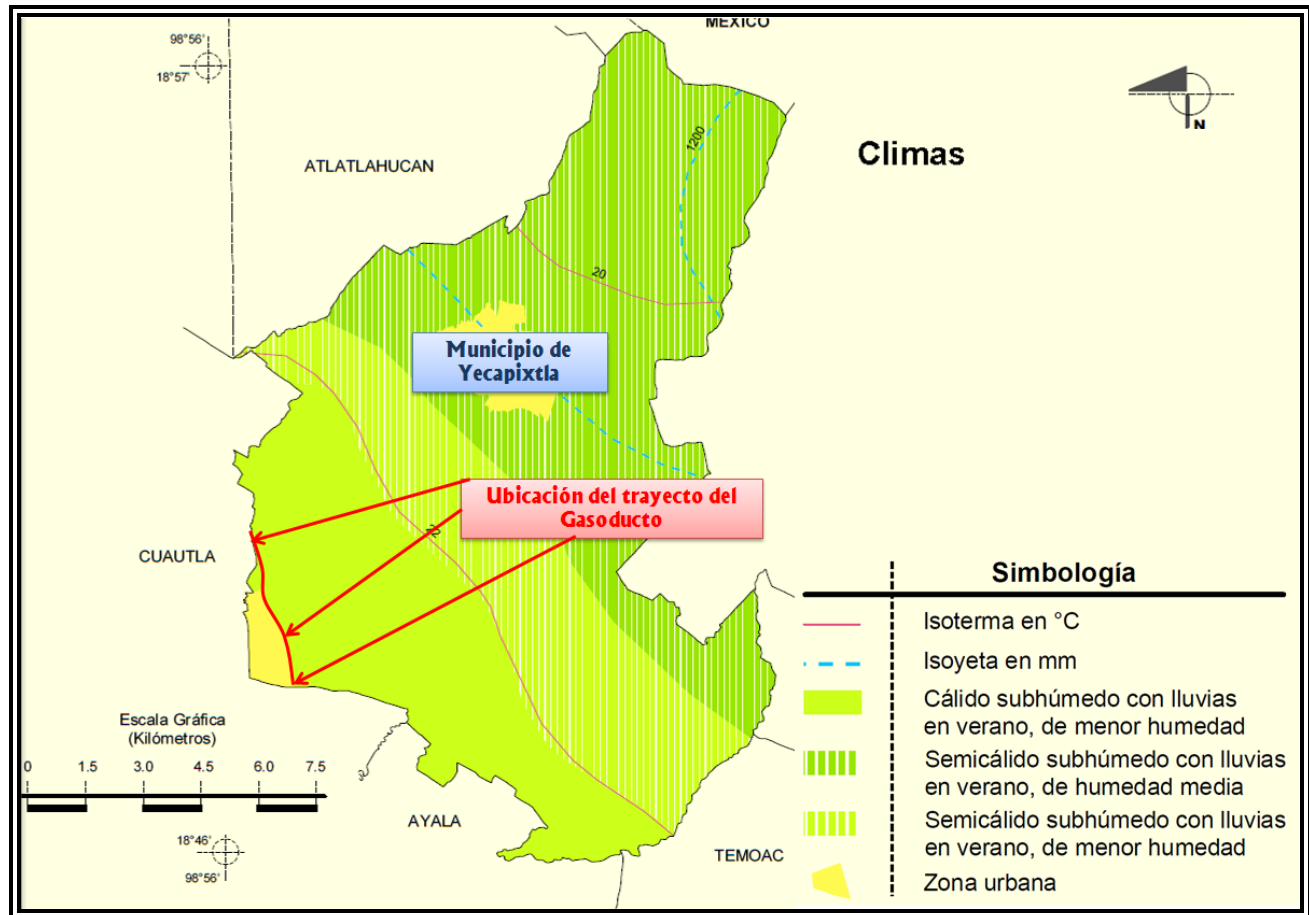 MEXICO
98°56'
18°57'
N
Climas
ATLATLAHUCAN
1200
20
Municipio de
Yecapixtla
Ubicación del trayecto del
Gasoducto
22
CUAUTLA
Escala Gráfica
(Kilómetros)
0 1.5 3.0 4.5 6.0 7.5
AYALA
18°46'
98°56'
TEMOAC
Simbología
Isoterma en °C
Isoyeta en mm
Cálido subhúmedo con lluvias
en verano, de menor humedad
Semicálido subhúmedo con lluvias
en verano, de humedad media
Semicálido subhúmedo con lluvias
en verano, de menor humedad
Zona urbana